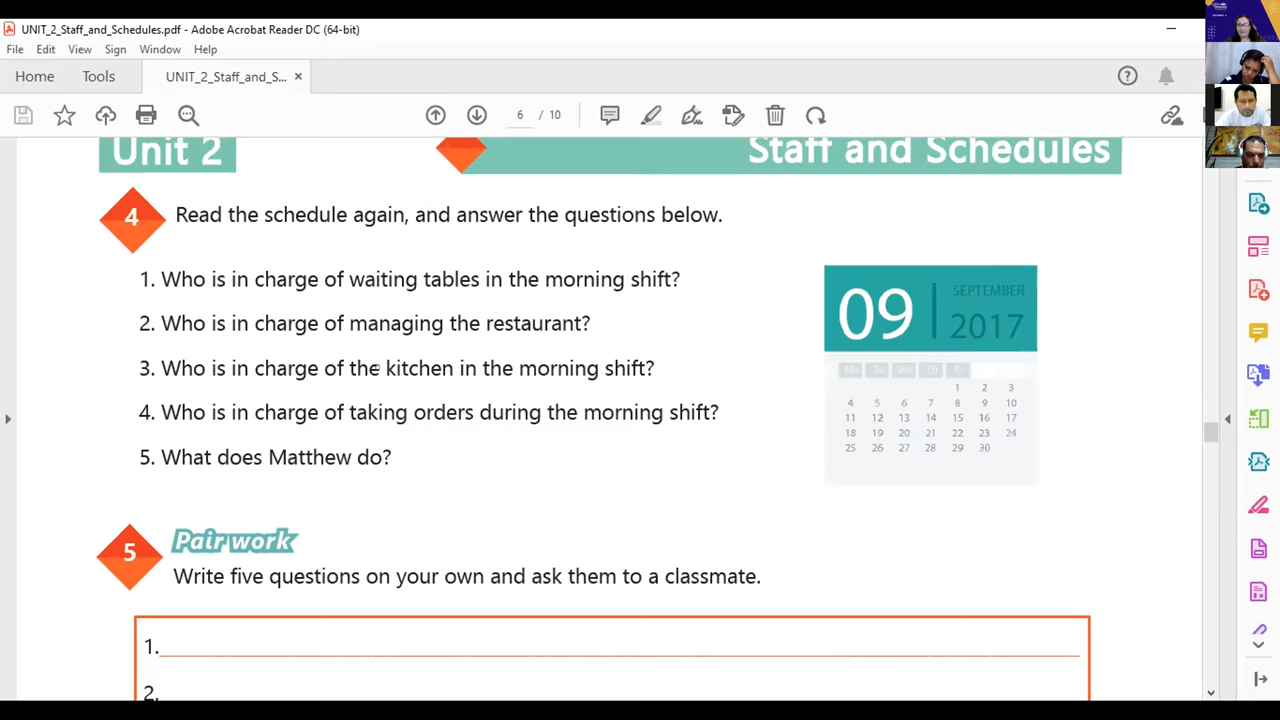 UNIT_2_Staff_and_Schedules.pdf - Adobe Acrobat Reader DC (64-bit)
File Edit View Sign Window Help
Home Tools UNIT_2_Staff_and_S... ×
6 / 10
Unit 2 Staff and Schedules
4 Read the schedule again, and answer the questions below.
1. Who is in charge of waiting tables in the morning shift?
2. Who is in charge of managing the restaurant?
3. Who is in charge of the kitchen in the morning shift?
4. Who is in charge of taking orders during the morning shift?
5. What does Matthew do?
09 SEPTEMBER
2017
Mo Tu We Th Fr
1 2 3
4 5 6 7 8 9 10
11 12 13 14 15 16 17
18 19 20 21 22 23 24
25 26 27 28 29 30
5 Pair work
Write five questions on your own and ask them to a classmate.
1.
2.